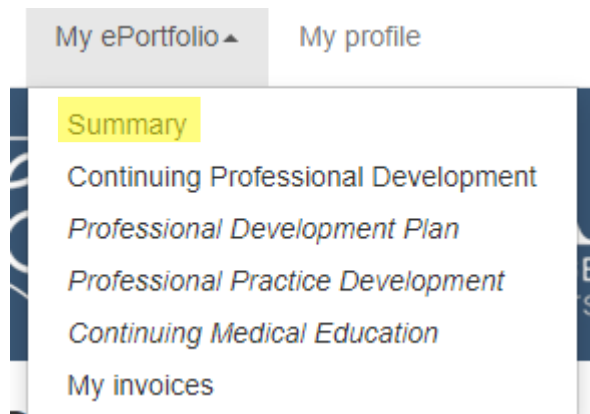 My ePortfolio My profile
Summary
Continuing Professional Development
Professional Development Plan
Professional Practice Development
Continuing Medical Education
My invoices